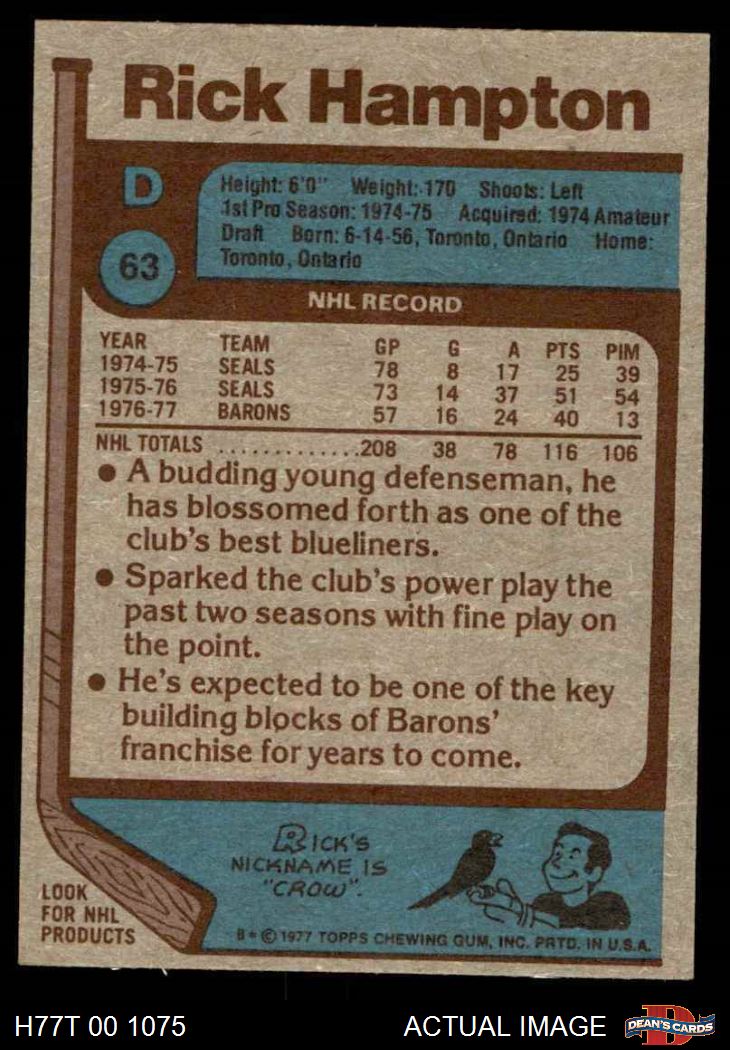 Rick Hampton
D
63
Height: 6'0" Weight: 170 Shoots: Left
1st Pro Season: 1974-75 Acquired: 1974 Amateur
Draft Born: 6-14-56, Toronto, Ontario Home:
Toronto, Ontario
NHL RECORD
YEAR TEAM GP G A PTS PIM
1974-75 SEALS 78 8 17 25 39
1975-76 SEALS 73 14 37 51 54
1976-77 BARONS 57 16 24 40 13
NHL TOTALS .............208 38 78 116 106
● A budding young defenseman, he
has blossomed forth as one of the
club's best blueliners.
● Sparked the club's power play the
past two seasons with fine play on
the point.
● He's expected to be one of the key
building blocks of Barons'
franchise for years to come.
RICK'S
NICKNAME IS
"CROW".
LOOK
FOR NHL
PRODUCTS
B * © 1977 TOPPS CHEWING GUM, INC. PRTD. IN U.S.A.
H77T 00 1075 ACTUAL IMAGE
D
DEAN'S CARDS